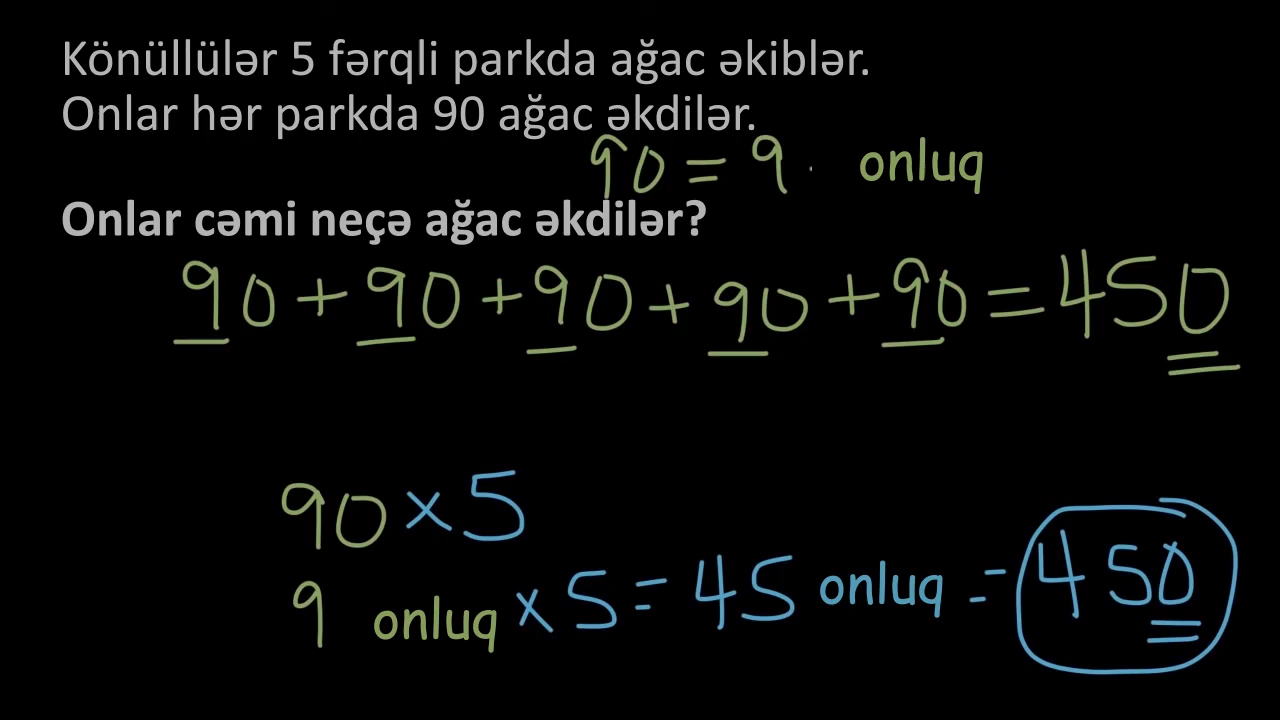 Könüllülər 5 fərqli parkda ağac əkiblər.
Onlar hər parkda 90 ağac əkdilər.
90 = 9 onluq
Onlar cəmi neçə ağac əkdilər?
90 + 90 + 90 + 90 + 90 = 450
90 × 5
9 onluq × 5 = 45 onluq = 450